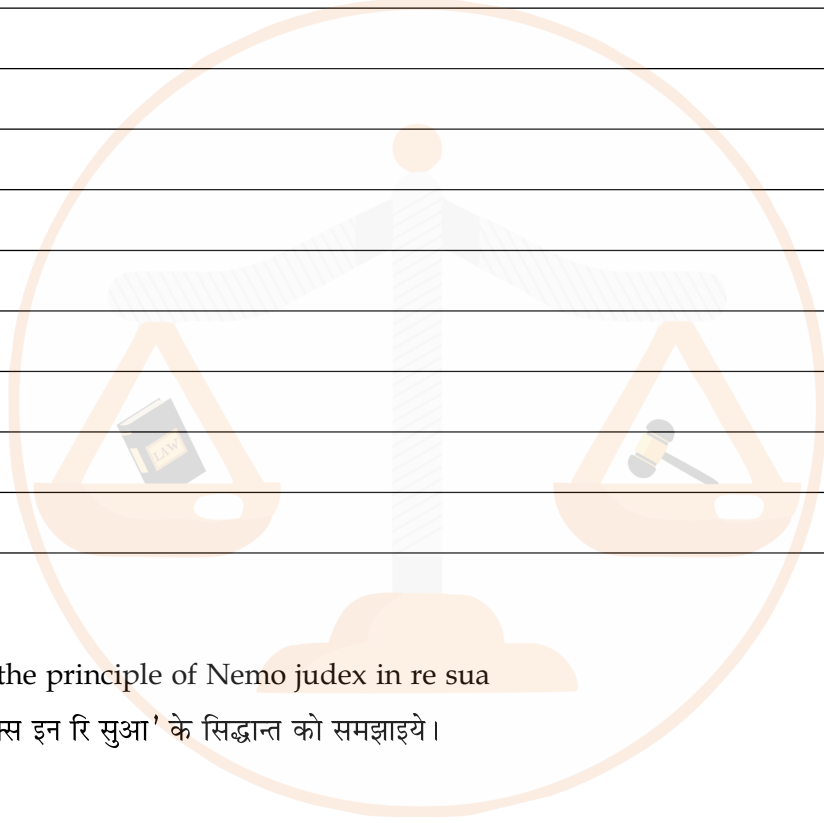 LAW
the principle of Nemo judex in re sua
इन रि सुआ' के सिद्धान्त को समझाइये।